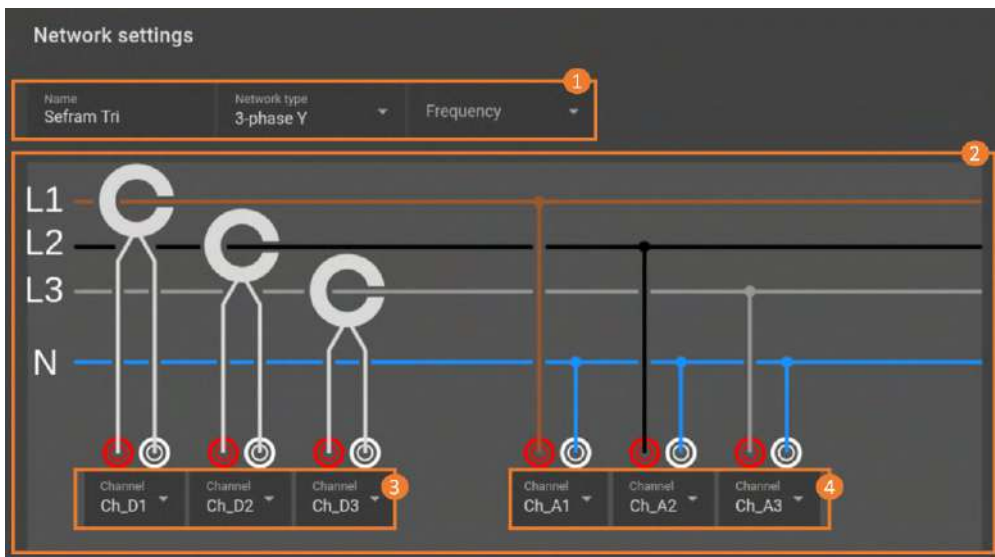 Network settings
1
Name
Network type
Sefram Tri
3-phase Y
Frequency
2
L1
L2
L3
N
Channel
Channel
Channel
3
Ch_D1
Ch_D2
Ch_D3
Channel
Channel
Channel
4
Ch_A1
Ch_A2
Ch_A3